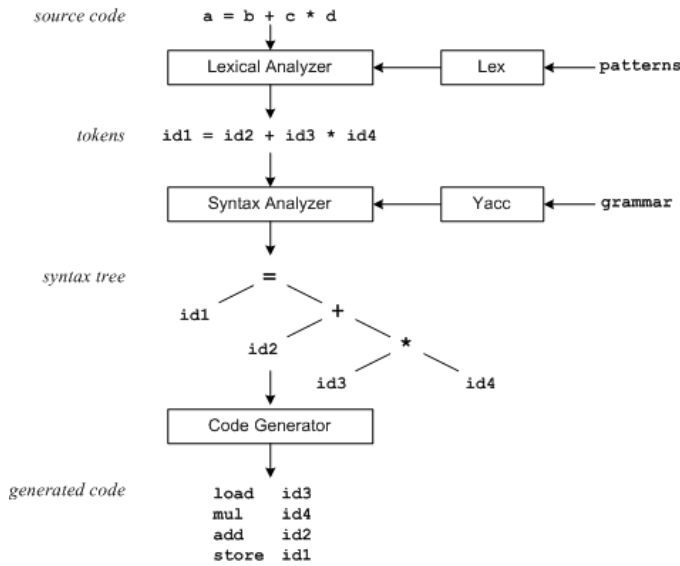 source code a = b + c * d
Lexical Analyzer Lex patterns
tokens id1 = id2 + id3 * id4
Syntax Analyzer Yacc grammar
syntax tree =
id1 +
id2 *
id3 id4
Code Generator
generated code load id3
mul id4
add id2
store id1